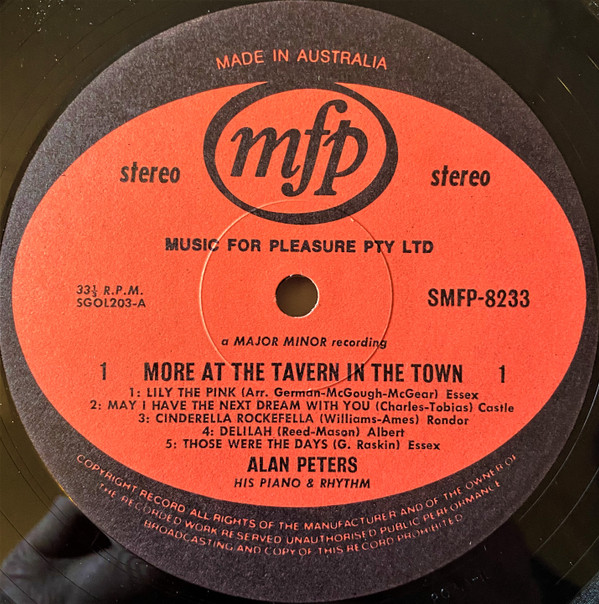 MADE IN AUSTRALIA
mfp
stereo stereo
MUSIC FOR PLEASURE PTY LTD
33⅓ R.P.M.
SGOL203-A
SMFP-8233
a MAJOR MINOR recording
1 MORE AT THE TAVERN IN THE TOWN 1
1: LILY THE PINK (Arr. German-McGough-McGear) Essex
2: MAY I HAVE THE NEXT DREAM WITH YOU (Charles-Tobias) Castle
3: CINDERELLA ROCKEFELLA (Williams-Ames) Rondor
4: DELILAH (Reed-Mason) Albert
5: THOSE WERE THE DAYS (G. Raskin) Essex
ALAN PETERS
HIS PIANO & RHYTHM
COPYRIGHT RECORD ALL RIGHTS OF THE MANUFACTURER AND OF THE OWNER OF
THE RECORDED WORK RESERVED UNAUTHORISED PUBLIC PERFORMANCE
BROADCASTING AND COPY OF THIS RECORD PROHIBITED